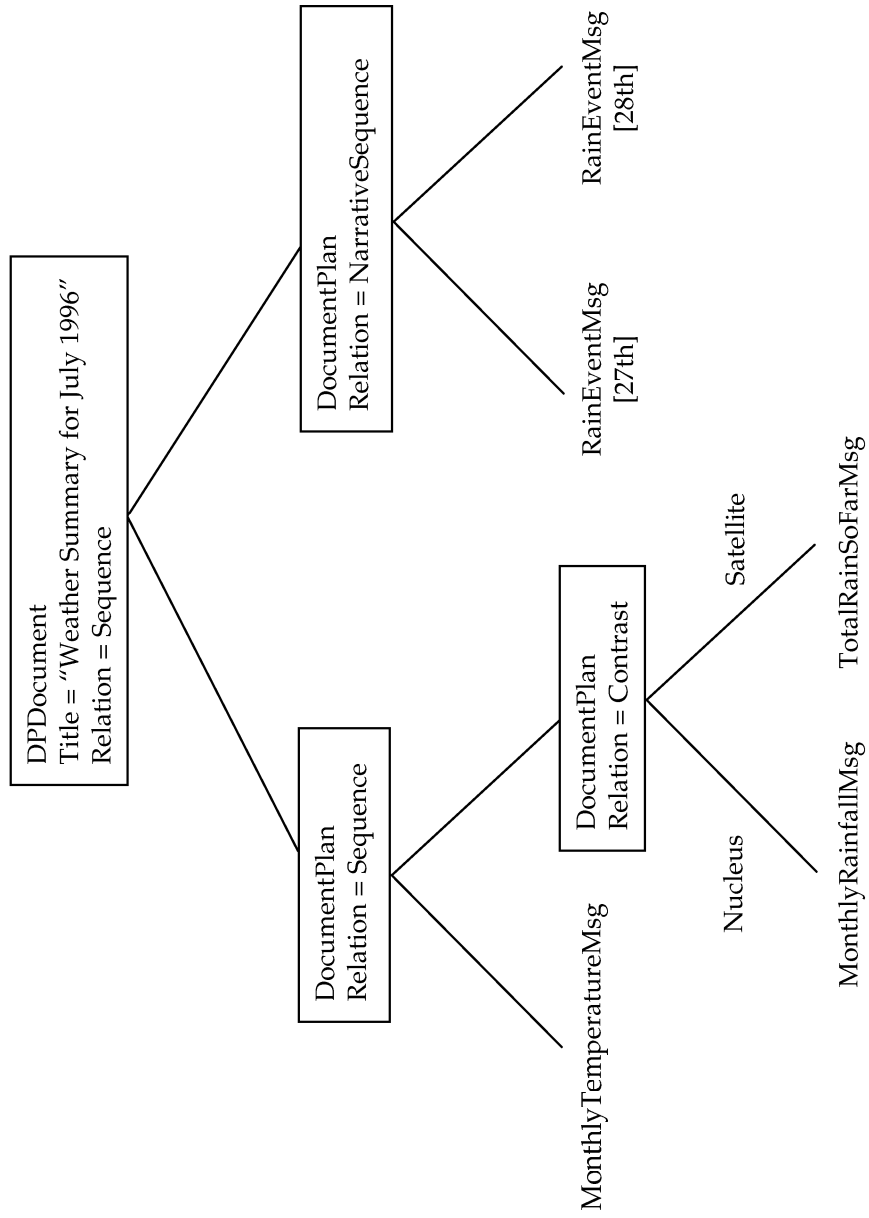 DPDocument
Title = “Weather Summary for July 1996”
Relation = Sequence
DocumentPlan
Relation = Sequence
DocumentPlan
Relation = NarrativeSequence
MonthlyTemperatureMsg
DocumentPlan
Relation = Contrast
RainEventMsg
[27th]
RainEventMsg
[28th]
Nucleus
Satellite
MonthlyRainfallMsg
TotalRainSoFarMsg